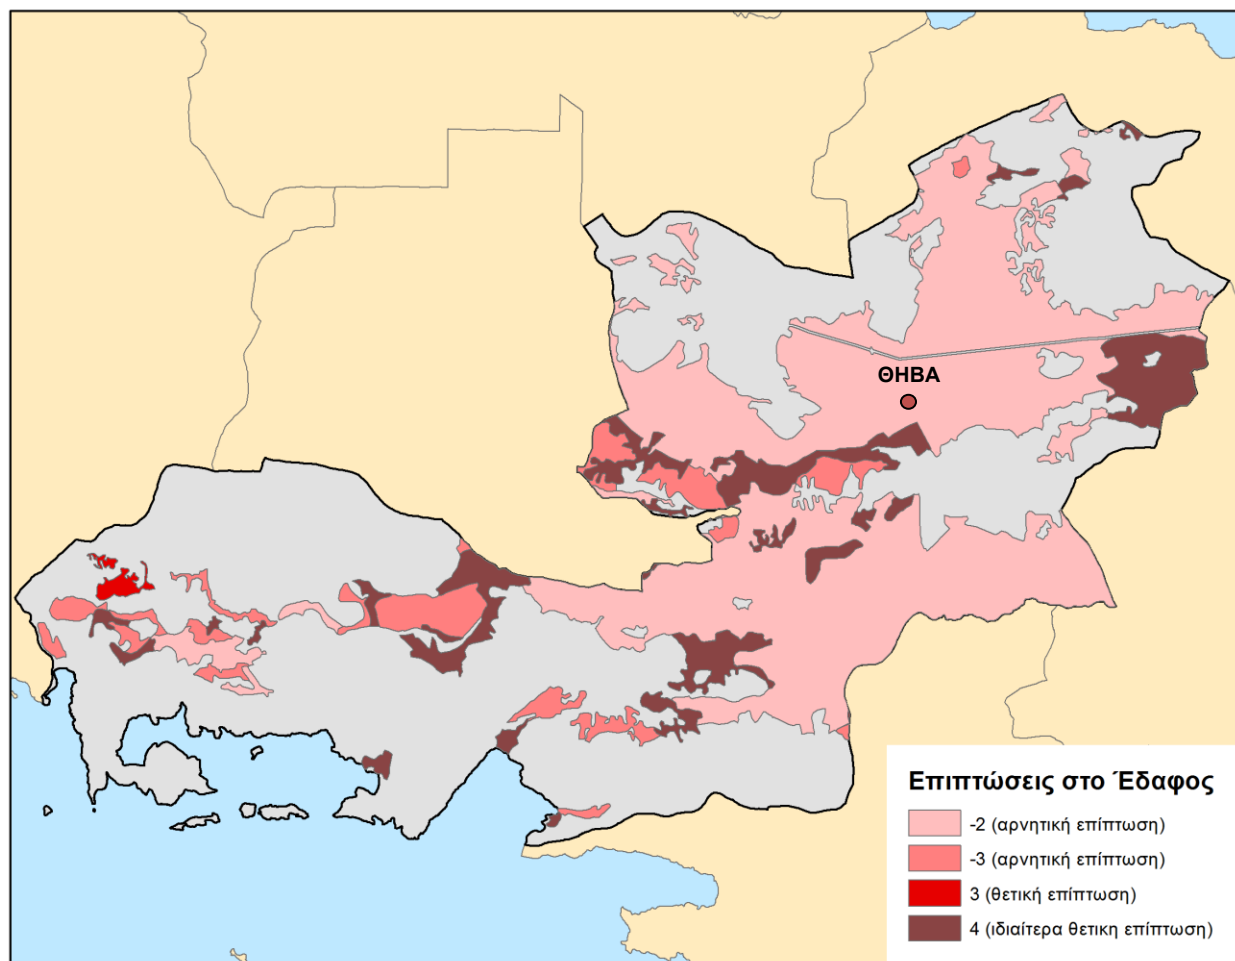 ΘΗΒΑ
Επιπτώσεις στο Έδαφος
-2 (αρνητική επίπτωση)
-3 (αρνητική επίπτωση)
3 (θετική επίπτωση)
4 (ιδιαίτερα θετικη επίπτωση)